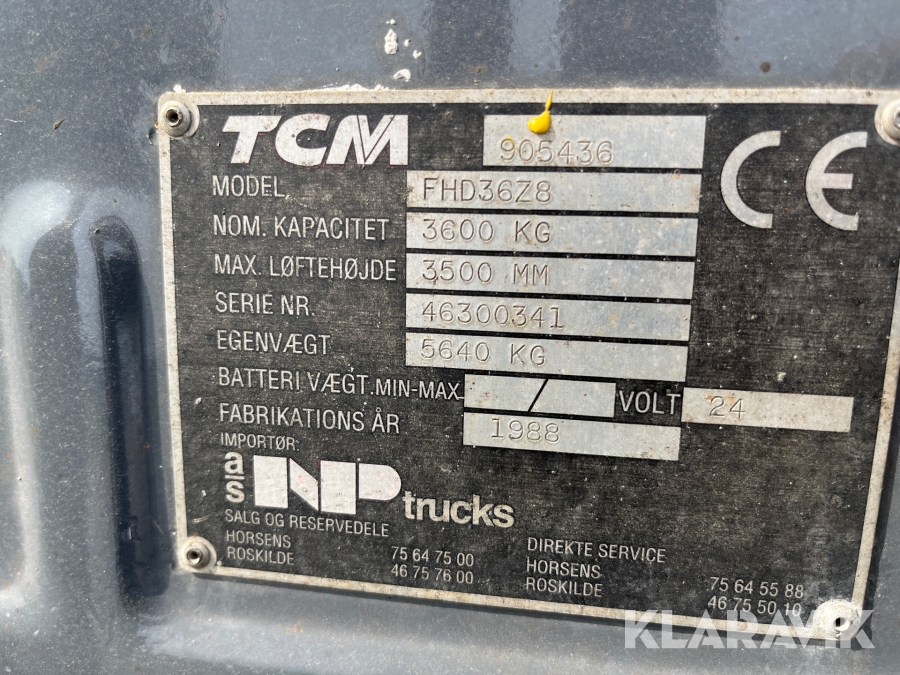 TCM 905436
CE
MODEL FHD36Z8
NOM. KAPACITET 3600 KG
MAX. LØFTEHØJDE 3500 MM
SERIE NR. 46300341
EGENVÆGT 5640 KG
BATTERI VÆGT.MIN-MAX. / VOLT 24
FABRIKATIONS ÅR 1988
IMPORTØR:
a/s NP trucks
SALG OG RESERVEDELE
HORSENS 75 64 75 00
ROSKILDE 46 75 76 00
DIREKTE SERVICE
HORSENS 75 64 55 88
ROSKILDE 46 75 50 10
KLARAVIK